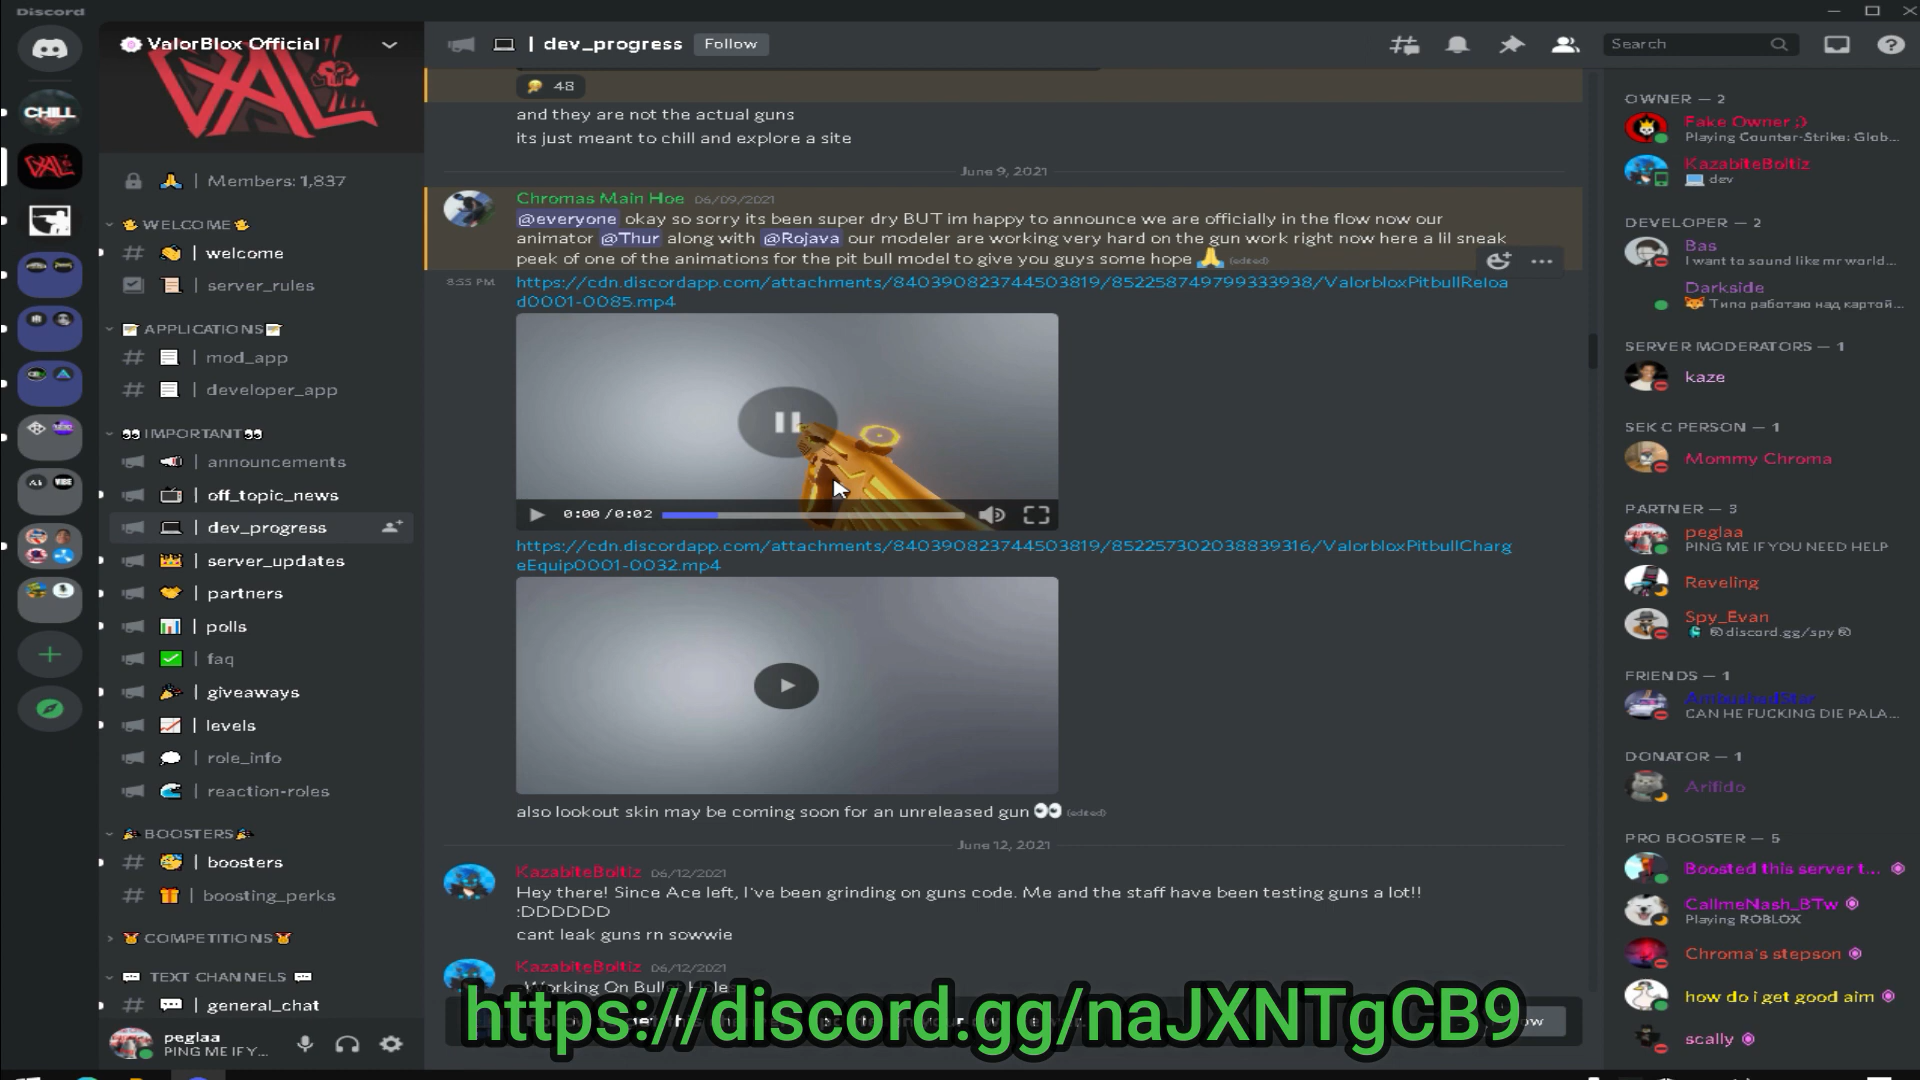 Discord
ValorBlox Official
VAL
Members: 1,837
WELCOME
welcome
server_rules
APPLICATIONS
mod_app
developer_app
IMPORTANT
announcements
off_topic_news
dev_progress
server_updates
partners
polls
faq
giveaways
levels
role_info
reaction-roles
BOOSTERS
boosters
boosting_perks
COMPETITIONS
TEXT CHANNELS
general_chat
peglaa
PING ME IF Y...
CHILL
VAL
| dev_progress
Follow
Search
48
and they are not the actual guns
its just meant to chill and explore a site
June 9, 2021
Chromas Main Hoe 06/09/2021
@everyone okay so sorry its been super dry BUT im happy to announce we are officially in the flow now our
animator @Thur along with @Rojava our modeler are working very hard on the gun work right now here a lil sneak
peek of one of the animations for the pit bull model to give you guys some hope (edited)
8:55 PM https://cdn.discordapp.com/attachments/840390823744503819/852258749799333938/ValorbloxPitbullReloa
d0001-0085.mp4
0:00/0:02
https://cdn.discordapp.com/attachments/840390823744503819/852257302038839316/ValorbloxPitbullCharg
eEquip0001-0032.mp4
also lookout skin may be coming soon for an unreleased gun (edited)
June 12, 2021
KazabiteBoltiz 06/12/2021
Hey there! Since Ace left, I've been grinding on guns code. Me and the staff have been testing guns a lot!!
:DDDDDD
cant leak guns rn sowwie
KazabiteBoltiz 06/12/2021
Working On Bullet Holes
https://discord.gg/naJXNTgCB9
OWNER — 2
Fake Owner ;)
Playing Counter-Strike: Glob...
KazabiteBoltiz
dev
DEVELOPER — 2
Bas
I want to sound like mr world...
Darkside
Типа работаю над картой...
SERVER MODERATORS — 1
kaze
SEK C PERSON — 1
Mommy Chroma
PARTNER — 3
peglaa
PING ME IF YOU NEED HELP
Reveling
Spy_Evan
discord.gg/spy
FRIENDS — 1
AmbushedStar
CAN HE FUCKING DIE PALA...
DONATOR — 1
Arifido
PRO BOOSTER — 5
Boosted this server t...
CallmeNash_BTw
Playing ROBLOX
Chroma's stepson
how do i get good aim
scally